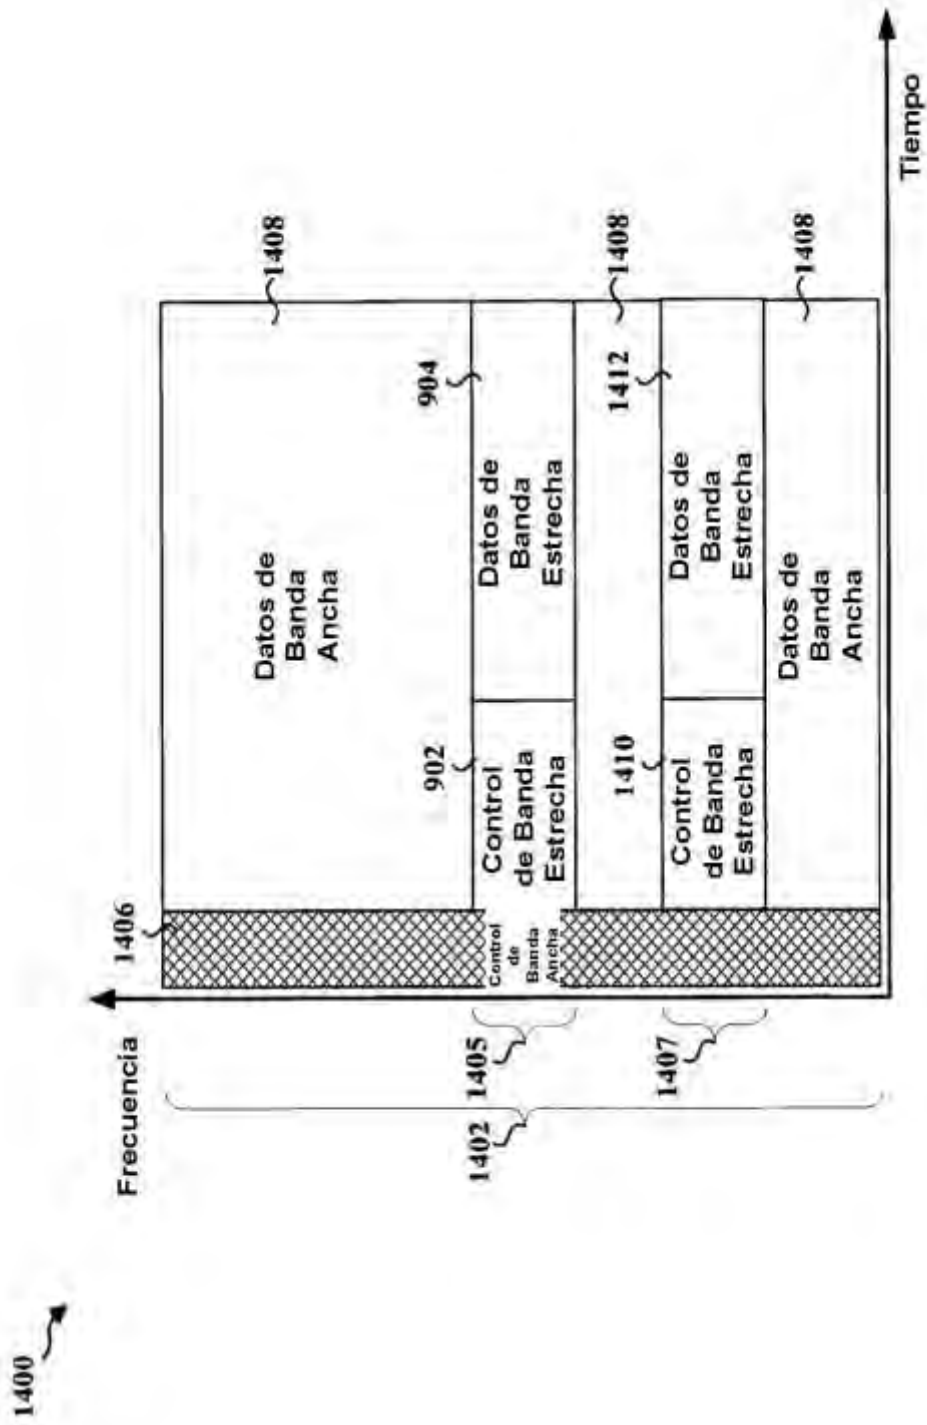 1400
Frecuencia
1406
1402
1405
1407
Control
de
Banda
Ancha
Datos de
Banda
Ancha
1408
902
Control
de Banda
Estrecha
904
Datos de
Banda
Estrecha
1408
1410
Control
de Banda
Estrecha
1412
Datos de
Banda
Estrecha
Datos de
Banda
Ancha
1408
Tiempo